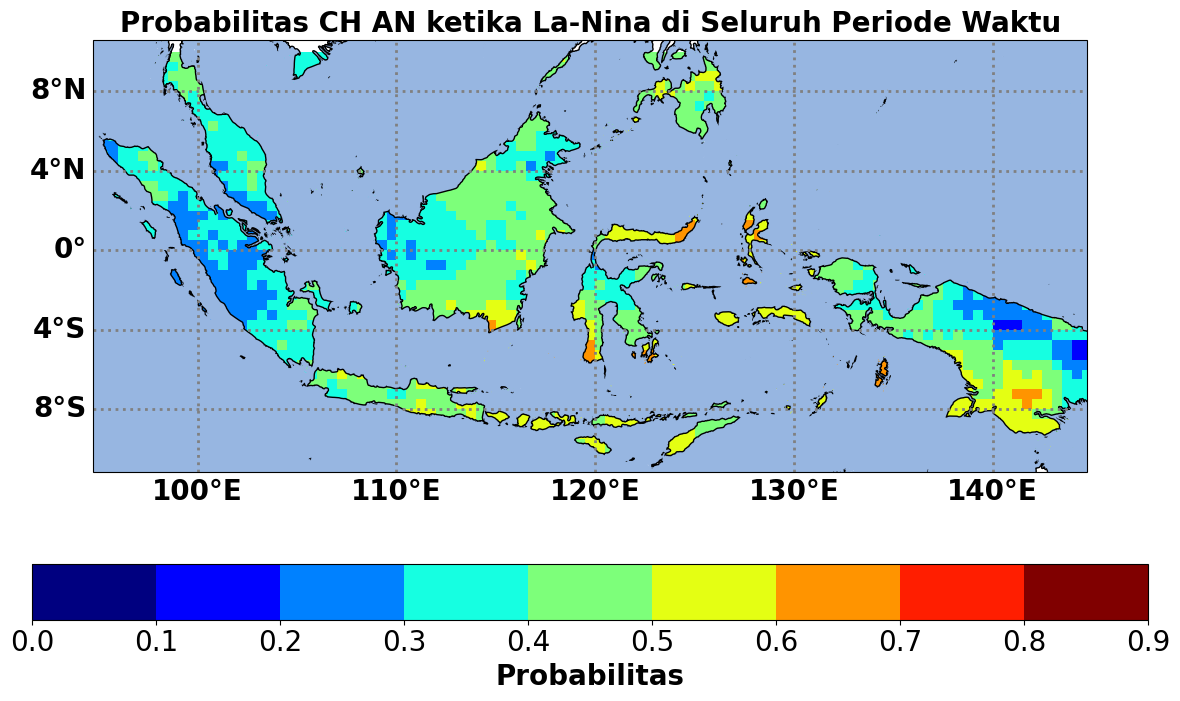 Probabilitas CH AN ketika La-Nina di Seluruh Periode Waktu
8°N
4°N
0°
4°S
8°S
100°E 110°E 120°E 130°E 140°E
0.0 0.1 0.2 0.3 0.4 0.5 0.6 0.7 0.8 0.9
Probabilitas